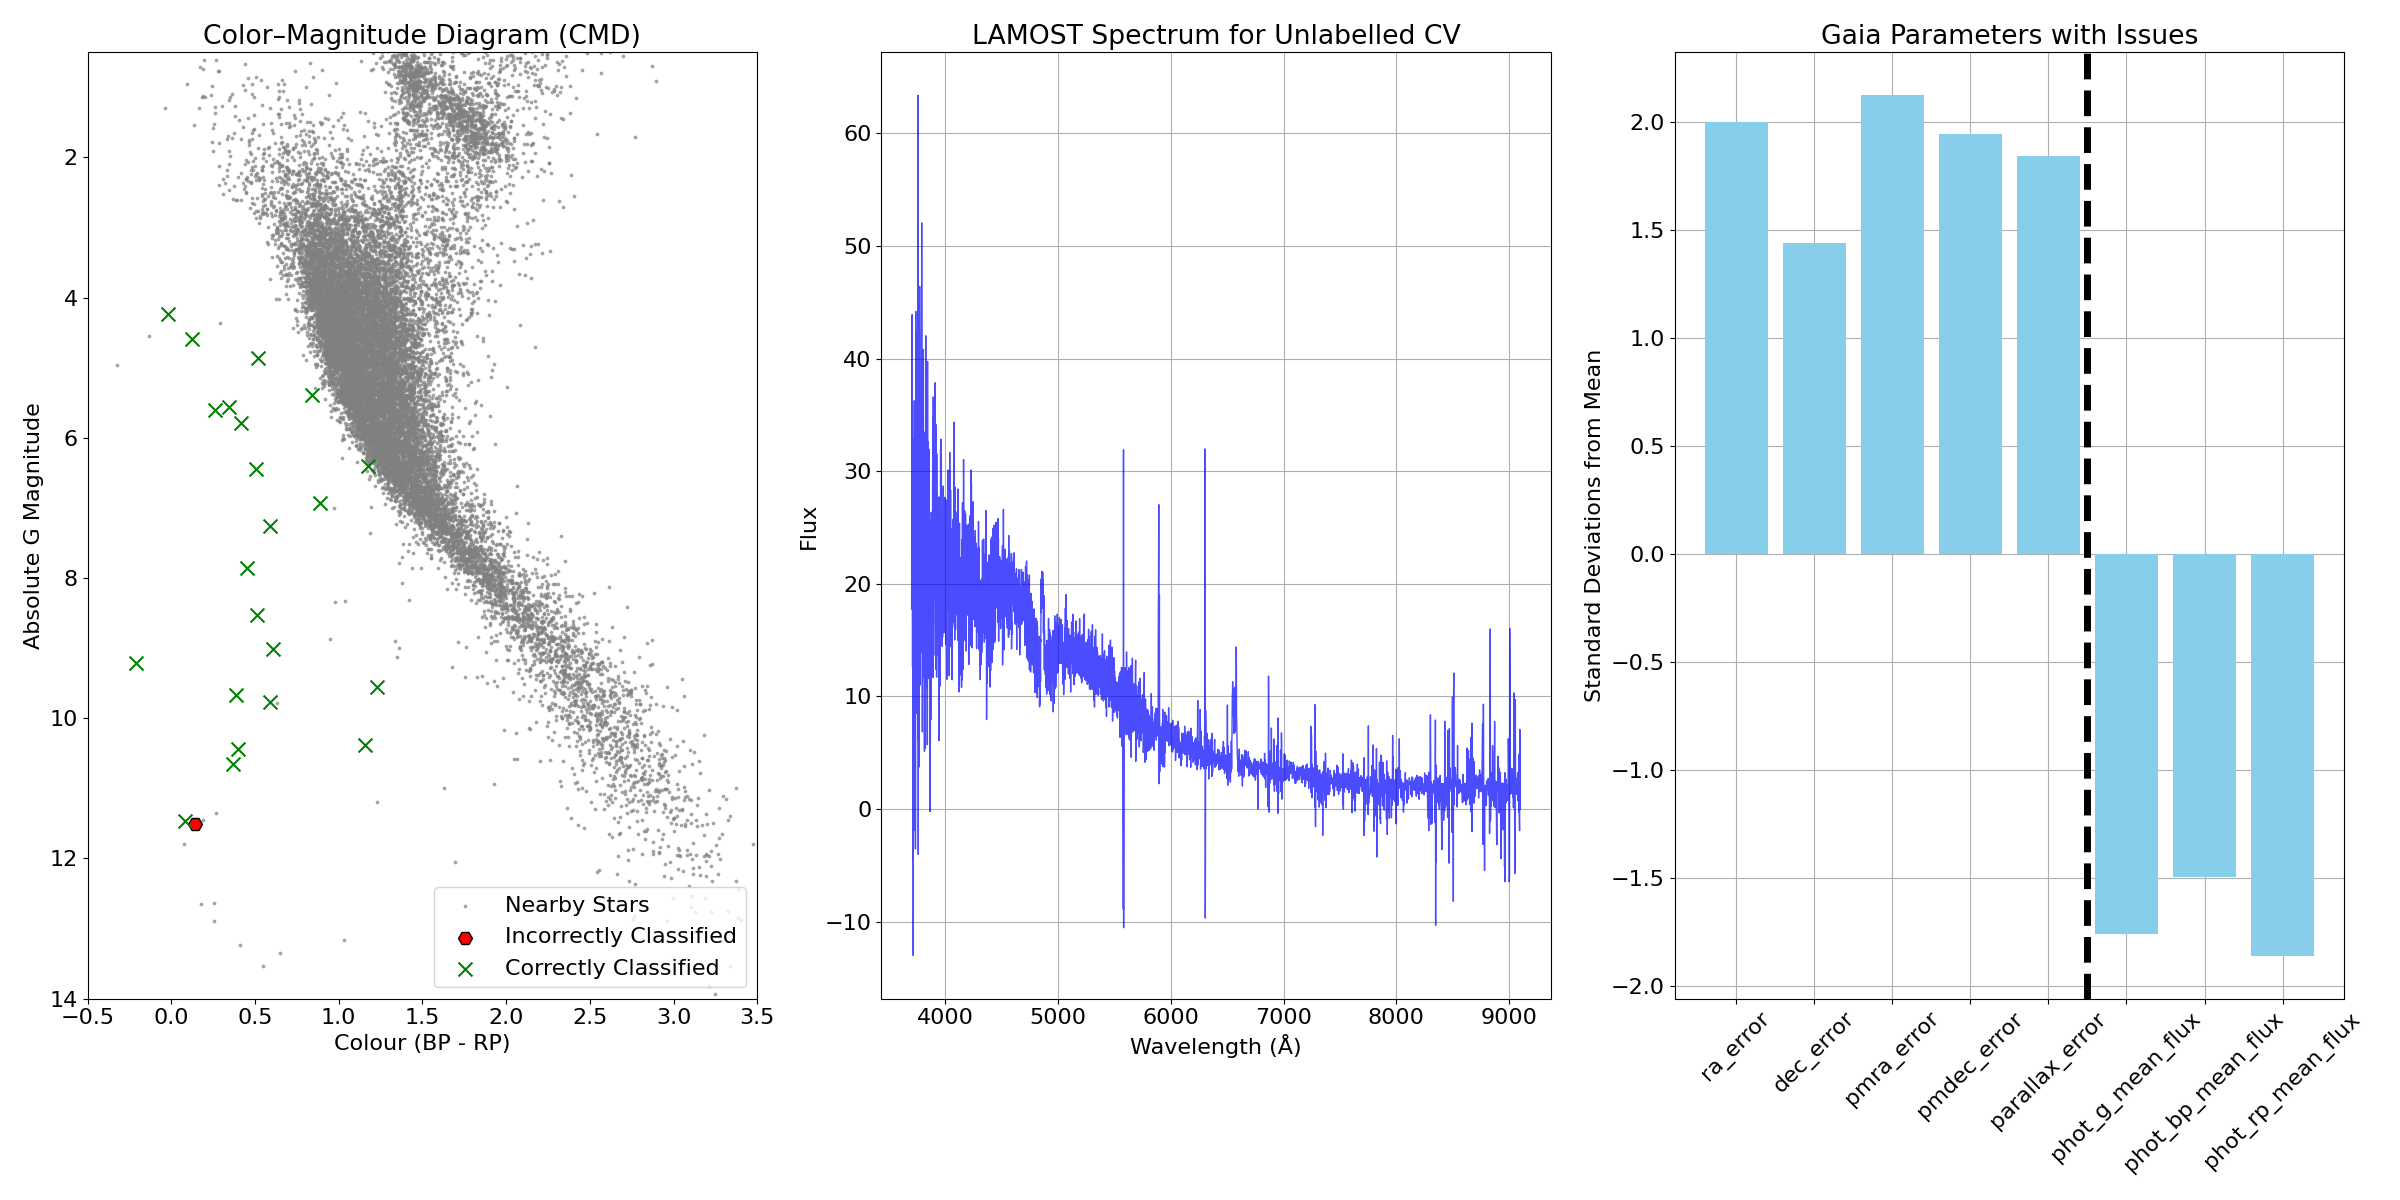 Color–Magnitude Diagram (CMD)
Absolute G Magnitude
2
4
6
8
10
12
14
−0.5 0.0 0.5 1.0 1.5 2.0 2.5 3.0 3.5
Colour (BP - RP)
Nearby Stars
Incorrectly Classified
Correctly Classified
LAMOST Spectrum for Unlabelled CV
Flux
60
50
40
30
20
10
0
−10
4000 5000 6000 7000 8000 9000
Wavelength (Å)
Gaia Parameters with Issues
Standard Deviations from Mean
2.0
1.5
1.0
0.5
0.0
−0.5
−1.0
−1.5
−2.0
ra_error
dec_error
pmra_error
pmdec_error
parallax_error
phot_g_mean_flux
phot_bp_mean_flux
phot_rp_mean_flux